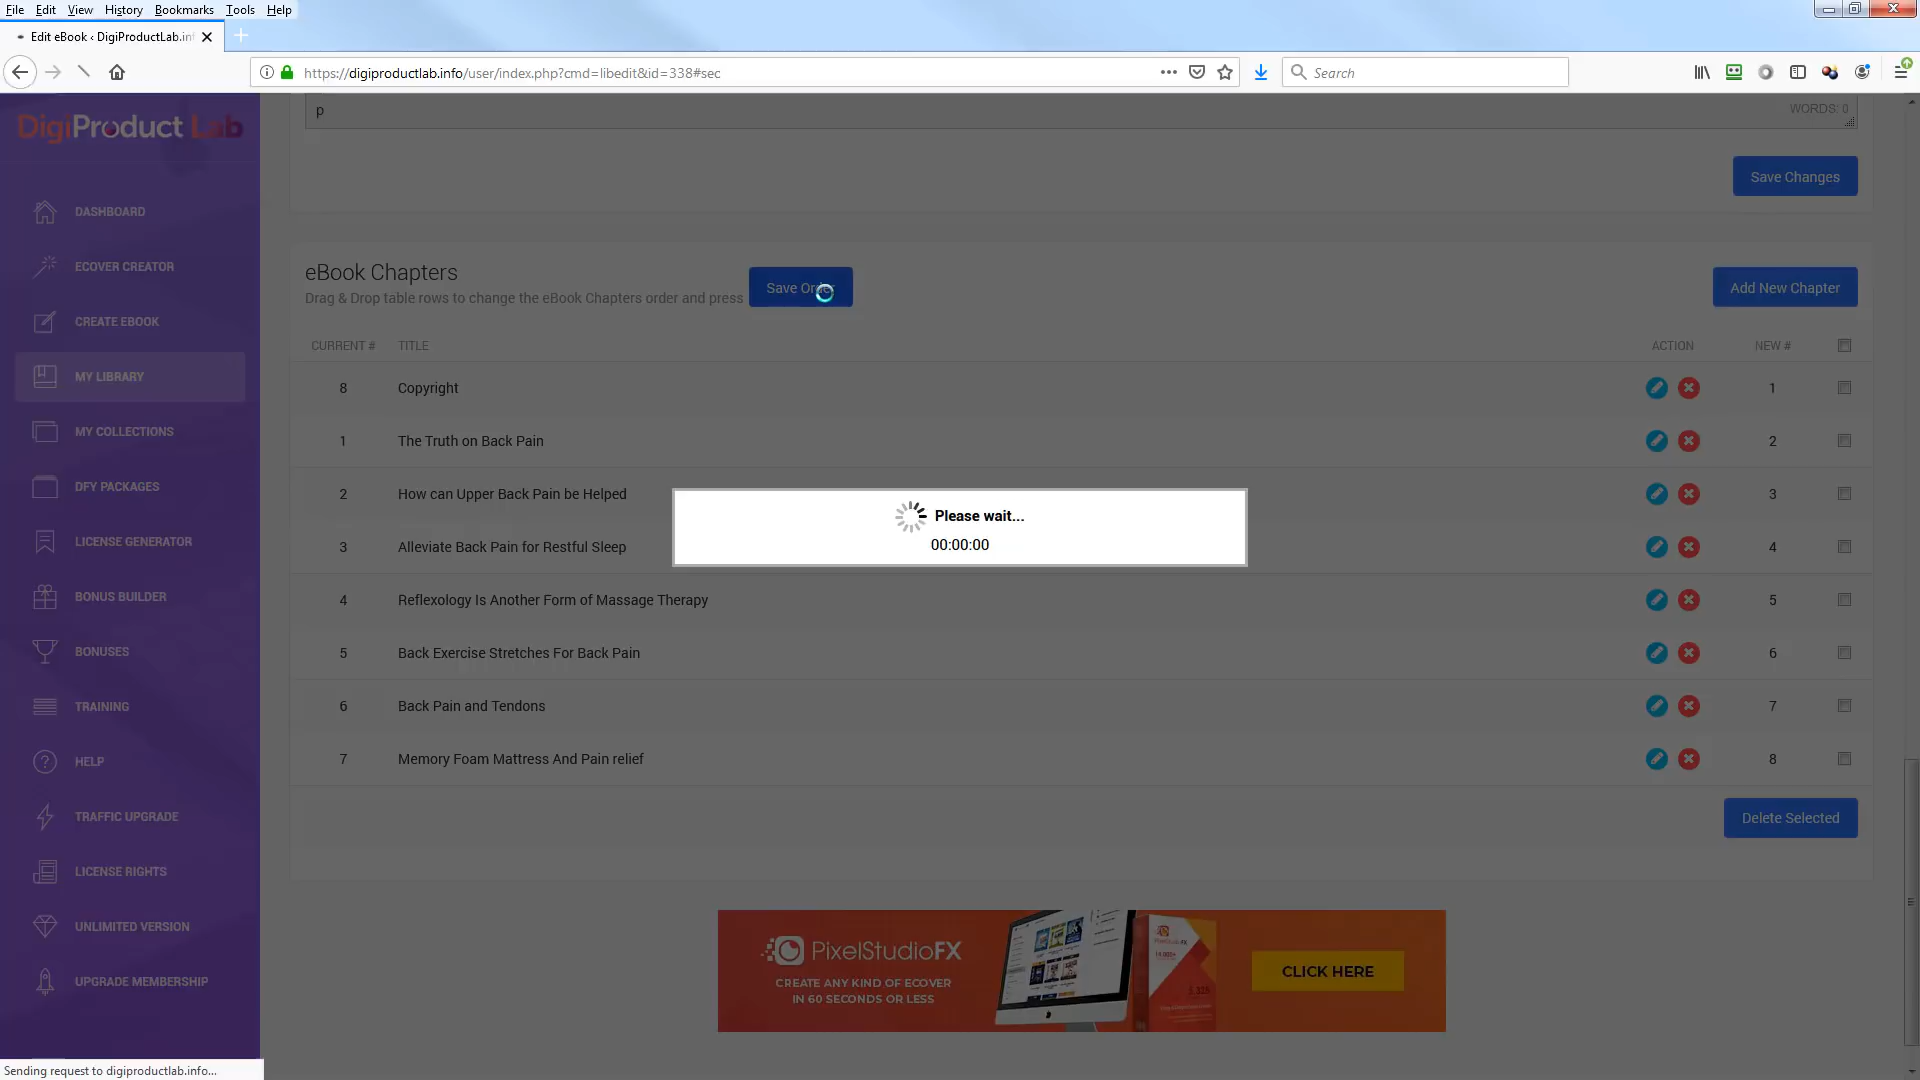 File Edit View History Bookmarks Tools Help
Edit eBook ‹ DigiProductLab.in
https://digiproductlab.info/user/index.php?cmd=libedit&id=338#sec
Search
DigiProduct Lab
DASHBOARD
ECOVER CREATOR
CREATE EBOOK
MY LIBRARY
MY COLLECTIONS
DFY PACKAGES
LICENSE GENERATOR
BONUS BUILDER
BONUSES
TRAINING
HELP
TRAFFIC UPGRADE
LICENSE RIGHTS
UNLIMITED VERSION
UPGRADE MEMBERSHIP
p WORDS: 0
Save Changes
eBook Chapters
Drag & Drop table rows to change the eBook Chapters order and press Save Order
Add New Chapter
CURRENT # TITLE ACTION NEW #
8 Copyright 1
1 The Truth on Back Pain 2
2 How can Upper Back Pain be Helped 3
3 Alleviate Back Pain for Restful Sleep 4
4 Reflexology Is Another Form of Massage Therapy 5
5 Back Exercise Stretches For Back Pain 6
6 Back Pain and Tendons 7
7 Memory Foam Mattress And Pain relief 8
Please wait...
00:00:00
Delete Selected
PixelStudioFX
CREATE ANY KIND OF ECOVER
IN 60 SECONDS OR LESS
CLICK HERE
Sending request to digiproductlab.info...